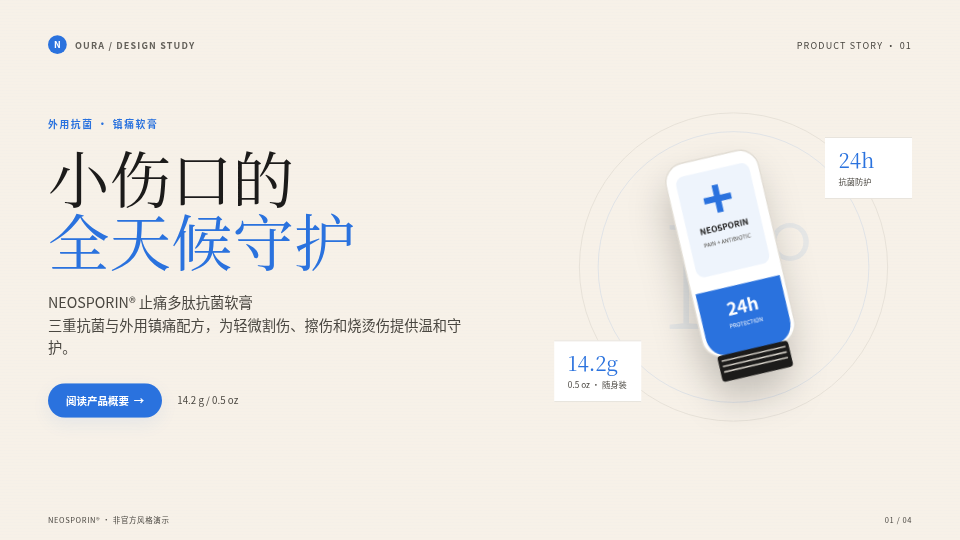 N OURA / DESIGN STUDY
PRODUCT STORY • 01
外用抗菌 • 镇痛软膏
小伤口的
全天候守护
NEOSPORIN® 止痛多肽抗菌软膏
三重抗菌与外用镇痛配方，为轻微割伤、擦伤和烧烫伤提供温和守
护。
阅读产品概要 →
14.2 g / 0.5 oz
24h
抗菌防护
NEOSPORIN
PAIN + ANTIBIOTIC
24h
PROTECTION
14.2g
0.5 oz • 随身装
NEOSPORIN® • 非官方风格演示
01 / 04